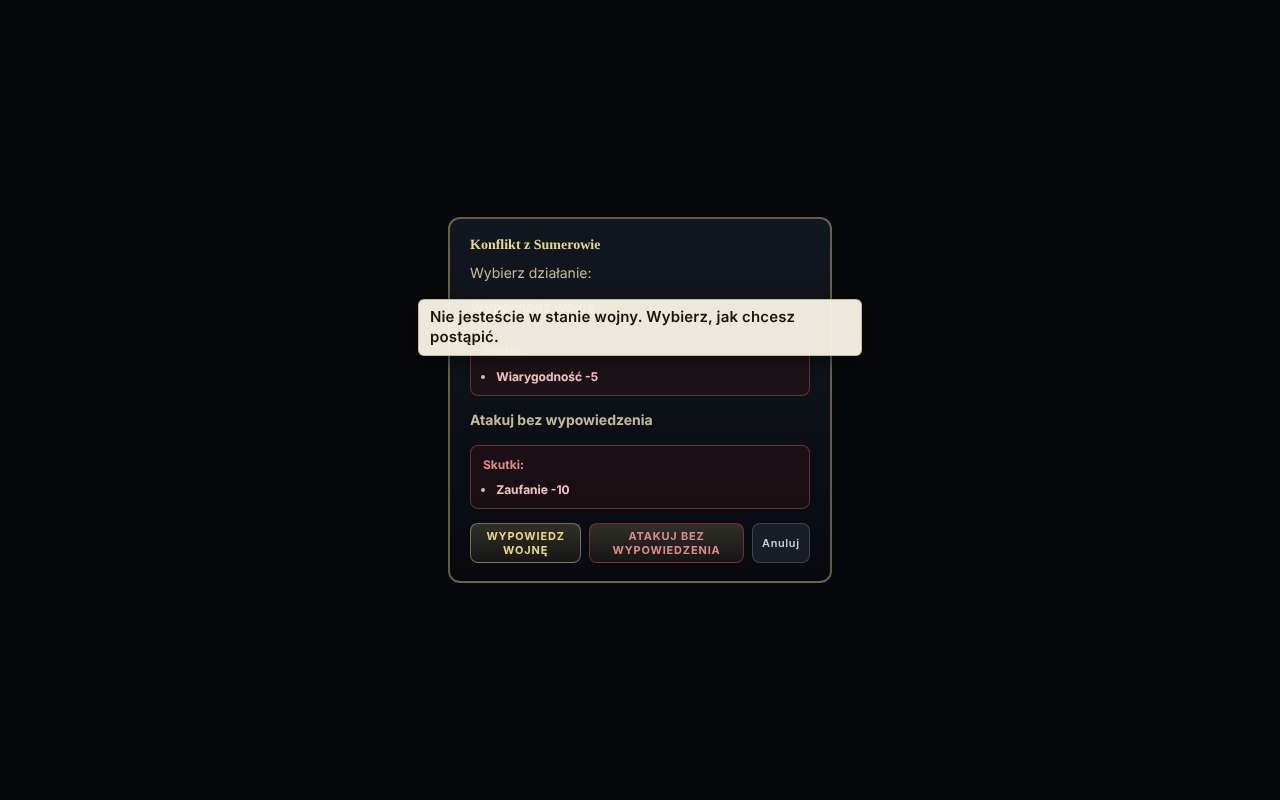 Konflikt z Sumerowie
Wybierz działanie:
Nie jesteście w stanie wojny. Wybierz, jak chcesz
postąpić.
Wiarygodność -5
Atakuj bez wypowiedzenia
Skutki:
Zaufanie -10
WYPOWIEDZ
WOJNĘ
ATAKUJ BEZ
WYPOWIEDZENIA
Anuluj